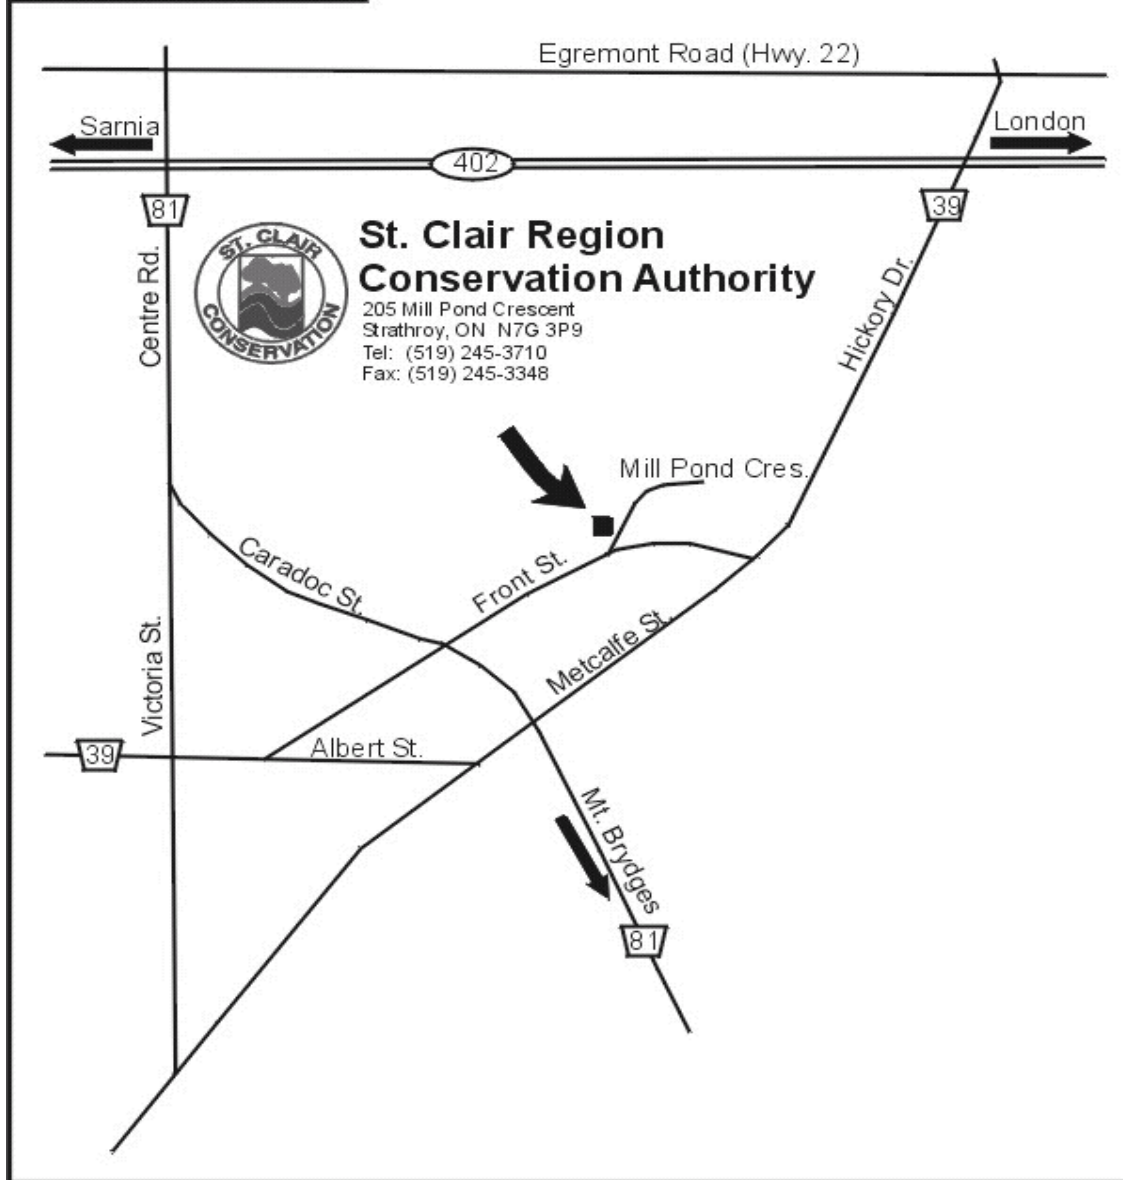 Egremont Road (Hwy. 22)
Sarnia
London
402
81
39
ST. CLAIR
CONSERVATION
St. Clair Region
Conservation Authority
205 Mill Pond Crescent
Strathroy, ON N7G 3P9
Tel: (519) 245-3710
Fax: (519) 245-3348
Centre Rd.
Hickory Dr.
Mill Pond Cres.
Caradoc St.
Front St.
Metcalfe St.
Victoria St.
39
Albert St.
Mt. Brydges
81